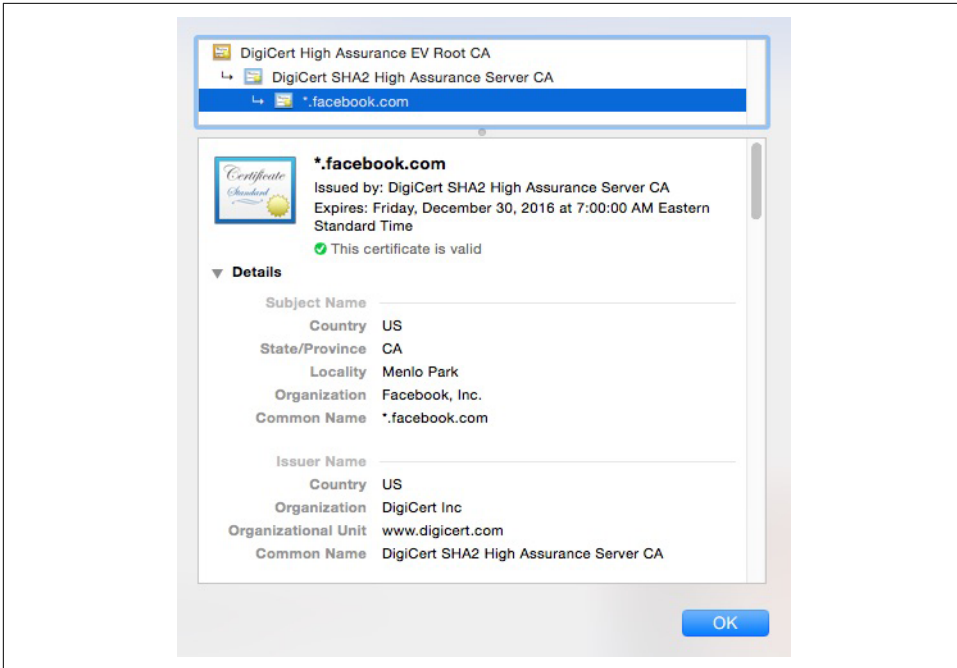 DigiCert High Assurance EV Root CA
DigiCert SHA2 High Assurance Server CA
*.facebook.com
Certificate
Standard
*.facebook.com
Issued by: DigiCert SHA2 High Assurance Server CA
Expires: Friday, December 30, 2016 at 7:00:00 AM Eastern
Standard Time
This certificate is valid
Details
Subject Name
Country US
State/Province CA
Locality Menlo Park
Organization Facebook, Inc.
Common Name *.facebook.com
Issuer Name
Country US
Organization DigiCert Inc
Organizational Unit www.digicert.com
Common Name DigiCert SHA2 High Assurance Server CA
OK